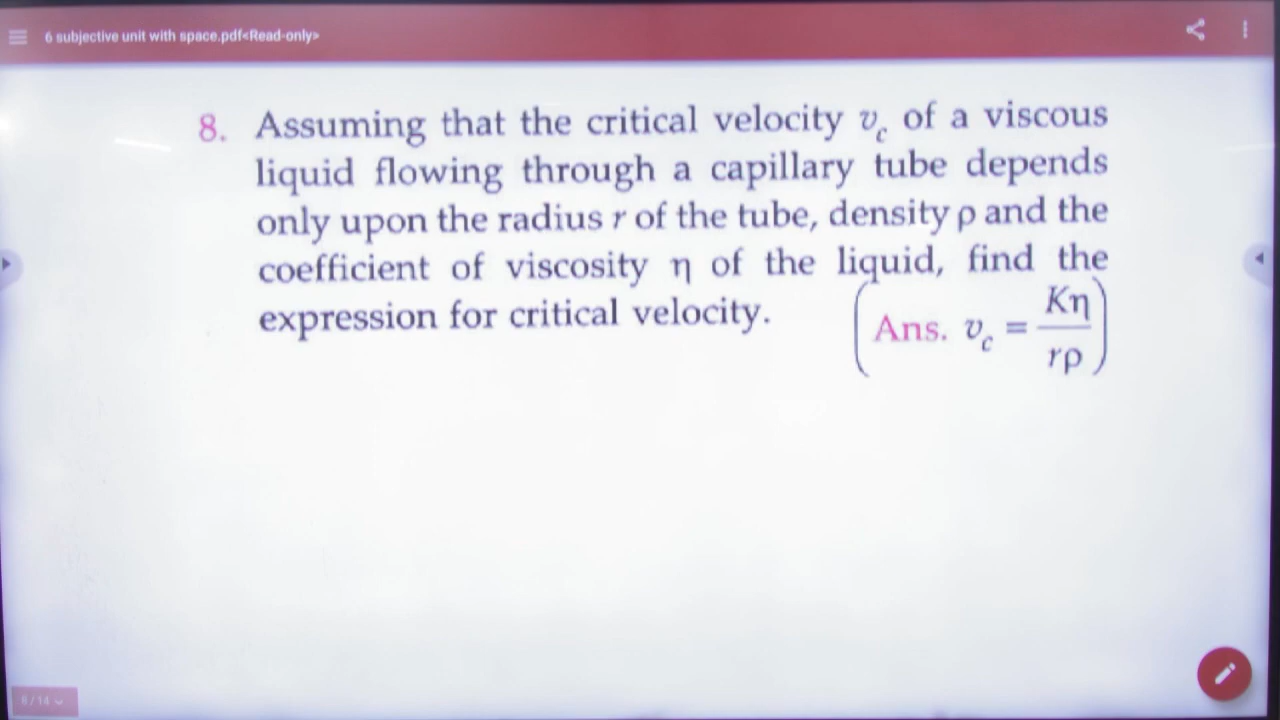 6 subjective unit with space.pdf<Read-only>
8. Assuming that the critical velocity v_c of a viscous
liquid flowing through a capillary tube depends
only upon the radius r of the tube, density ρ and the
coefficient of viscosity η of the liquid, find the
expression for critical velocity. (Ans. v_c = Kη/rρ)
8/14